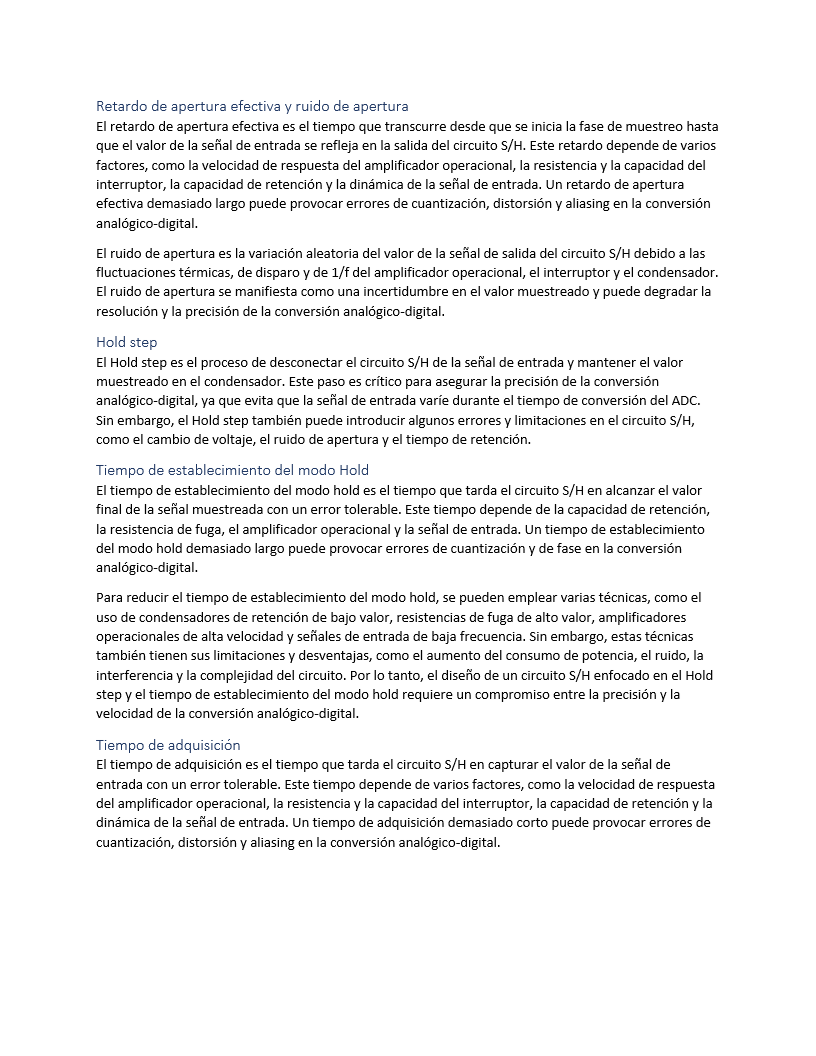 Retardo de apertura efectiva y ruido de apertura
El retardo de apertura efectiva es el tiempo que transcurre desde que se inicia la fase de muestreo hasta
que el valor de la señal de entrada se refleja en la salida del circuito S/H. Este retardo depende de varios
factores, como la velocidad de respuesta del amplificador operacional, la resistencia y la capacidad del
interruptor, la capacidad de retención y la dinámica de la señal de entrada. Un retardo de apertura
efectiva demasiado largo puede provocar errores de cuantización, distorsión y aliasing en la conversión
analógico-digital.
El ruido de apertura es la variación aleatoria del valor de la señal de salida del circuito S/H debido a las
fluctuaciones térmicas, de disparo y de 1/f del amplificador operacional, el interruptor y el condensador.
El ruido de apertura se manifiesta como una incertidumbre en el valor muestreado y puede degradar la
resolución y la precisión de la conversión analógico-digital.
Hold step
El Hold step es el proceso de desconectar el circuito S/H de la señal de entrada y mantener el valor
muestreado en el condensador. Este paso es crítico para asegurar la precisión de la conversión
analógico-digital, ya que evita que la señal de entrada varíe durante el tiempo de conversión del ADC.
Sin embargo, el Hold step también puede introducir algunos errores y limitaciones en el circuito S/H,
como el cambio de voltaje, el ruido de apertura y el tiempo de retención.
Tiempo de establecimiento del modo Hold
El tiempo de establecimiento del modo hold es el tiempo que tarda el circuito S/H en alcanzar el valor
final de la señal muestreada con un error tolerable. Este tiempo depende de la capacidad de retención,
la resistencia de fuga, el amplificador operacional y la señal de entrada. Un tiempo de establecimiento
del modo hold demasiado largo puede provocar errores de cuantización y de fase en la conversión
analógico-digital.
Para reducir el tiempo de establecimiento del modo hold, se pueden emplear varias técnicas, como el
uso de condensadores de retención de bajo valor, resistencias de fuga de alto valor, amplificadores
operacionales de alta velocidad y señales de entrada de baja frecuencia. Sin embargo, estas técnicas
también tienen sus limitaciones y desventajas, como el aumento del consumo de potencia, el ruido, la
interferencia y la complejidad del circuito. Por lo tanto, el diseño de un circuito S/H enfocado en el Hold
step y el tiempo de establecimiento del modo hold requiere un compromiso entre la precisión y la
velocidad de la conversión analógico-digital.
Tiempo de adquisición
El tiempo de adquisición es el tiempo que tarda el circuito S/H en capturar el valor de la señal de
entrada con un error tolerable. Este tiempo depende de varios factores, como la velocidad de respuesta
del amplificador operacional, la resistencia y la capacidad del interruptor, la capacidad de retención y la
dinámica de la señal de entrada. Un tiempo de adquisición demasiado corto puede provocar errores de
cuantización, distorsión y aliasing en la conversión analógico-digital.